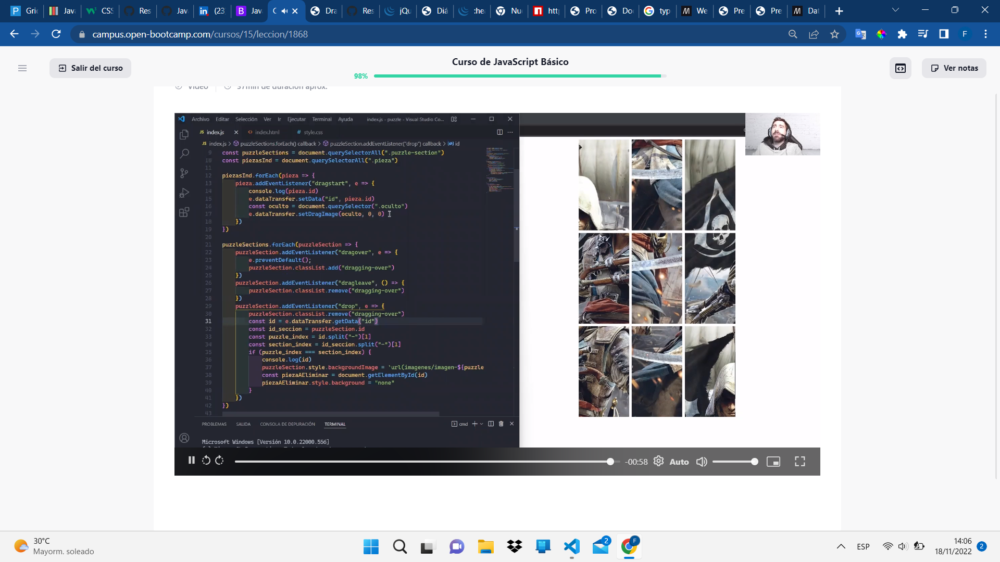 Gric
Java
CSS
Res
Jav
(23
Jav
Dra
Res
jQu
Diá
:hea
Nue
http
Pro
Do
typ
We
Pre
Pre
Dat
campus.open-bootcamp.com/cursos/15/leccion/1868
F
Salir del curso
Curso de JavaScript Básico
98%
Ver notas
Video
37min de duración aprox.
Archivo Editar Selección Ver Ir Ejecutar Terminal Ayuda index.js - puzzle - Visual Studio Co...
JS index.js
<> index.html
# style.css
JS index.js > puzzleSections.forEach() callback > puzzleSection.addEventListener("drop") callback > id
9 const puzzleSections = document.querySelectorAll(".puzzle-section")
10 const piezasInd = document.querySelectorAll(".pieza")
11
12 piezasInd.forEach(pieza => {
13 pieza.addEventListener("dragstart", e => {
14 console.log(pieza.id)
15 e.dataTransfer.setData("id", pieza.id)
16 const oculto = document.querySelector(".oculto")
17 e.dataTransfer.setDragImage(oculto, 0, 0)
18 })
19 })
20
21 puzzleSections.forEach(puzzleSection => {
22 puzzleSection.addEventListener("dragover", e => {
23 e.preventDefault();
24 puzzleSection.classList.add("dragging-over")
25 })
26 puzzleSection.addEventListener("dragleave", () => {
27 puzzleSection.classList.remove("dragging-over")
28 })
29 puzzleSection.addEventListener("drop", e => {
30 puzzleSection.classList.remove("dragging-over")
31 const id = e.dataTransfer.getData("id")
32 const id_seccion = puzzleSection.id
33 const puzzle_index = id.split("-")[1]
34 const section_index = id_seccion.split("-")[1]
35 if (puzzle_index === section_index) {
36 console.log(id)
37 puzzleSection.style.backgroundImage = `url(imagenes/imagen-${puzzle
38 const piezaAEliminar = document.getElementById(id)
39 piezaAEliminar.style.background = "none"
40 }
41 })
42 })
43
PROBLEMAS SALIDA CONSOLA DE DEPURACIÓN TERMINAL cmd
Microsoft Windows [Versión 10.0.22000.556]
-00:58
Auto
30°C
Mayorm. soleado
2
F
ESP
14:06
18/11/2022
2